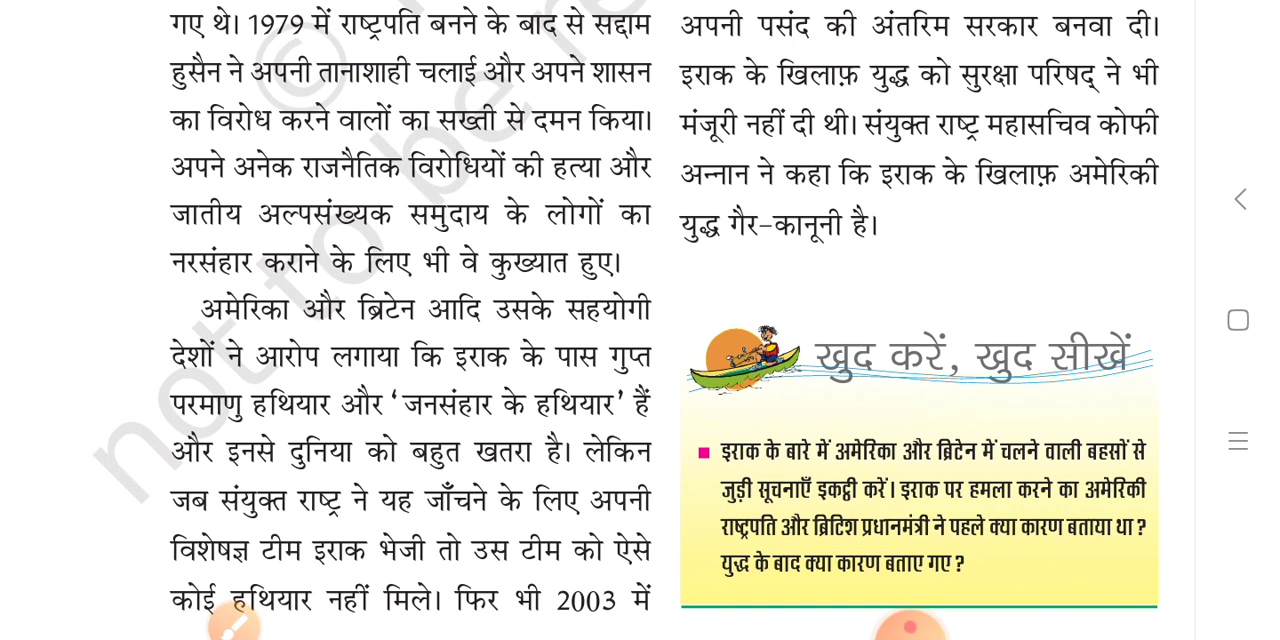 गए थे। 1979 में राष्ट्रपति बनने के बाद से सद्दाम
हुसैन ने अपनी तानाशाही चलाई और अपने शासन
का विरोध करने वालों का सख्ती से दमन किया।
अपने अनेक राजनैतिक विरोधियों की हत्या और
जातीय अल्पसंख्यक समुदाय के लोगों का
नरसंहार कराने के लिए भी वे कुख्यात हुए।
अमेरिका और ब्रिटेन आदि उसके सहयोगी
देशों ने आरोप लगाया कि इराक के पास गुप्त
परमाणु हथियार और ‘जनसंहार के हथियार’ हैं
और इनसे दुनिया को बहुत खतरा है। लेकिन
जब संयुक्त राष्ट्र ने यह जाँचने के लिए अपनी
विशेषज्ञ टीम इराक भेजी तो उस टीम को ऐसे
कोई हथियार नहीं मिले। फिर भी 2003 में
अपनी पसंद की अंतरिम सरकार बनवा दी।
इराक के खिलाफ़ युद्ध को सुरक्षा परिषद् ने भी
मंजूरी नहीं दी थी। संयुक्त राष्ट्र महासचिव कोफी
अन्नान ने कहा कि इराक के खिलाफ़ अमेरिकी
युद्ध गैर-कानूनी है।
खुद करें, खुद सीखें
इराक के बारे में अमेरिका और ब्रिटेन में चलने वाली बहसों से
जुड़ी सूचनाएँ इकट्ठी करें। इराक पर हमला करने का अमेरिकी
राष्ट्रपति और ब्रिटिश प्रधानमंत्री ने पहले क्या कारण बताया था?
युद्ध के बाद क्या कारण बताए गए?
© not to be re